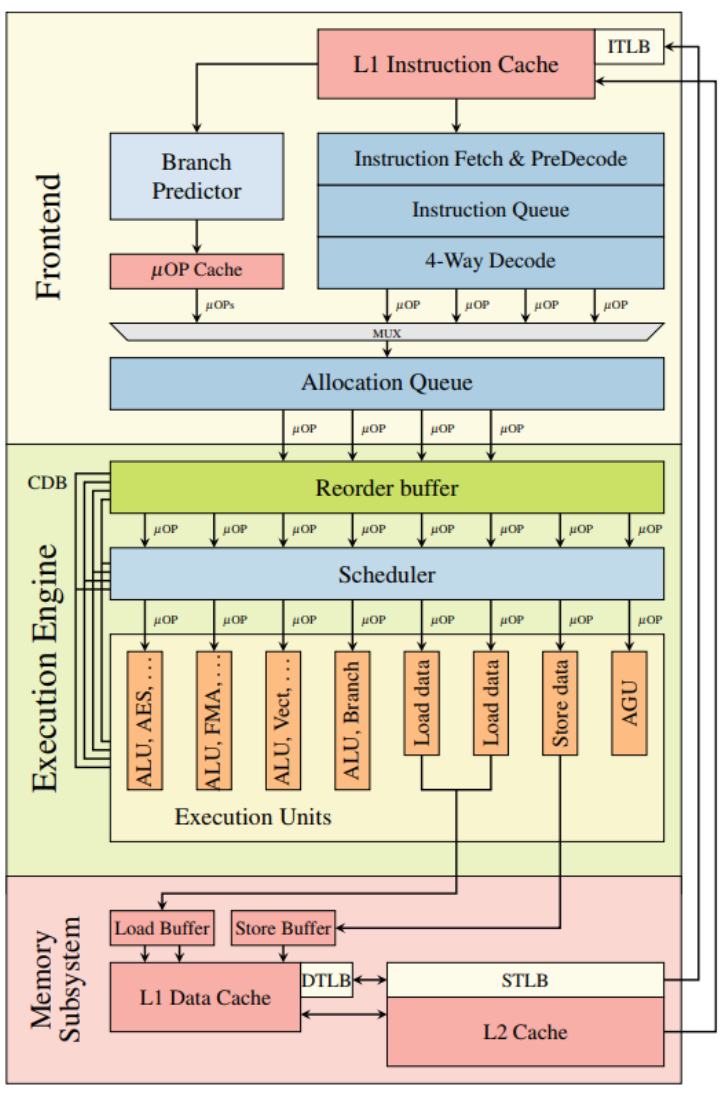 L1 Instruction Cache
ITLB
Frontend
Branch
Predictor
Instruction Fetch & PreDecode
Instruction Queue
4-Way Decode
µOP Cache
µOPs
µOP
µOP
µOP
µOP
MUX
Allocation Queue
µOP
µOP
µOP
µOP
Execution Engine
CDB
Reorder buffer
µOP
µOP
µOP
µOP
µOP
µOP
µOP
µOP
Scheduler
µOP
µOP
µOP
µOP
µOP
µOP
µOP
µOP
ALU, AES, …
ALU, FMA, …
ALU, Vect, …
ALU, Branch
Load data
Load data
Store data
AGU
Execution Units
Memory
Subsystem
Load Buffer
Store Buffer
L1 Data Cache
DTLB
STLB
L2 Cache